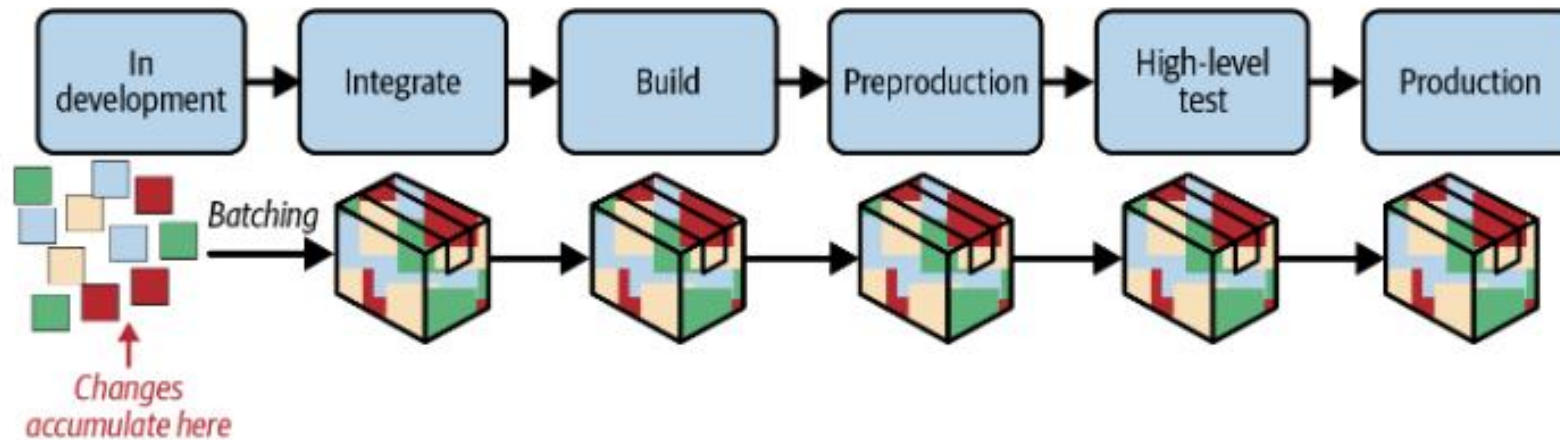 In
development
Integrate
Build
Preproduction
High-level
test
Production
Batching
Changes
accumulate here